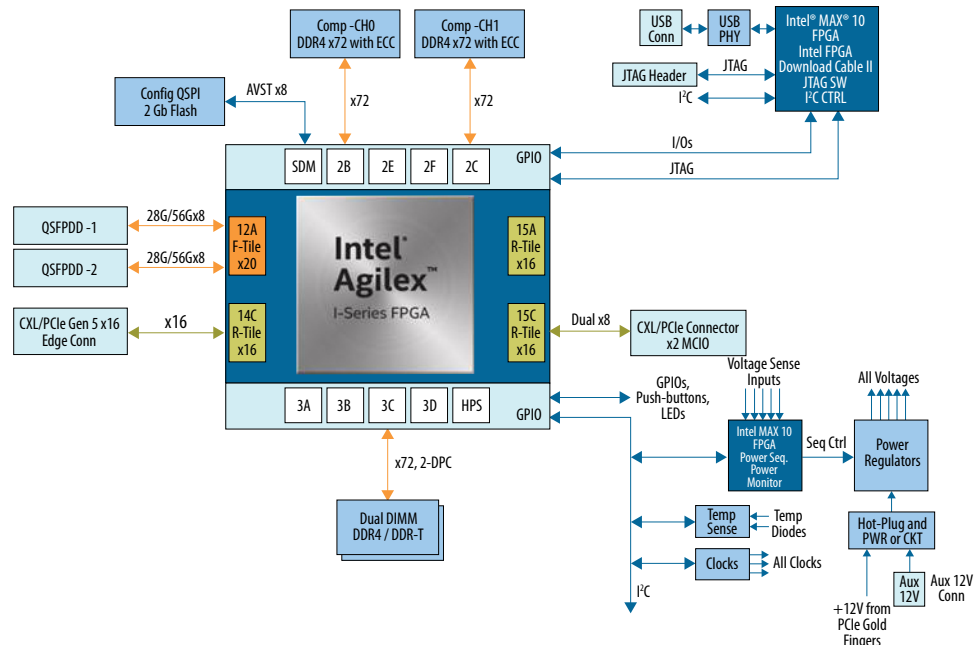 Comp -CH0
DDR4 x72 with ECC
Comp -CH1
DDR4 x72 with ECC
USB
Conn
USB
PHY
Intel® MAX® 10
FPGA
Intel FPGA
Download Cable II
JTAG SW
I²C CTRL
JTAG Header
JTAG
I²C
Config QSPI
2 Gb Flash
AVST x8
x72
x72
I/Os
JTAG
SDM
2B
2E
2F
2C
GPIO
QSFPDD -1
28G/56Gx8
QSFPDD -2
28G/56Gx8
12A
F-Tile
x20
15A
R-Tile
x16
Intel®
Agilex™
I-Series FPGA
CXL/PCIe Gen 5 x16
Edge Conn
x16
14C
R-Tile
x16
15C
R-Tile
x16
Dual x8
CXL/PCIe Connector
x2 MCIO
3A
3B
3C
3D
HPS
GPIO
GPIOs,
Push-buttons,
LEDs
Voltage Sense
Inputs
All Voltages
Intel MAX 10
FPGA
Power Seq.
Power
Monitor
Seq Ctrl
Power
Regulators
x72, 2-DPC
Dual DIMM
DDR4 / DDR-T
Temp
Sense
Temp
Diodes
Hot-Plug and
PWR or CKT
Clocks
All Clocks
I²C
Aux
12V
Aux 12V
Conn
+12V from
PCIe Gold
Fingers